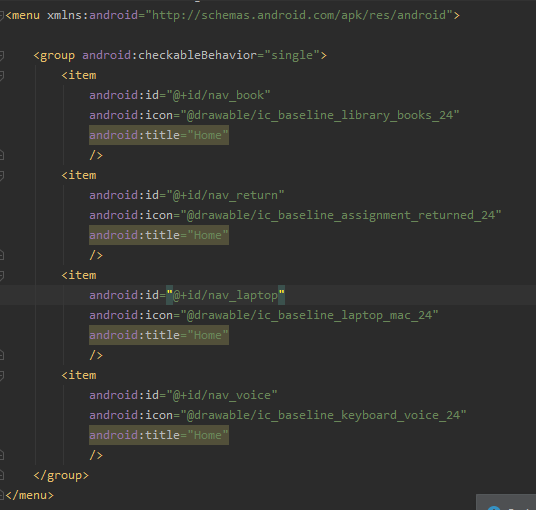 <menu xmlns:android="http://schemas.android.com/apk/res/android">
<group android:checkableBehavior="single">
<item
android:id="@+id/nav_book"
android:icon="@drawable/ic_baseline_library_books_24"
android:title="Home"
/>
<item
android:id="@+id/nav_return"
android:icon="@drawable/ic_baseline_assignment_returned_24"
android:title="Home"
/>
<item
android:id="@+id/nav_laptop"
android:icon="@drawable/ic_baseline_laptop_mac_24"
android:title="Home"
/>
<item
android:id="@+id/nav_voice"
android:icon="@drawable/ic_baseline_keyboard_voice_24"
android:title="Home"
/>
</group>
</menu>